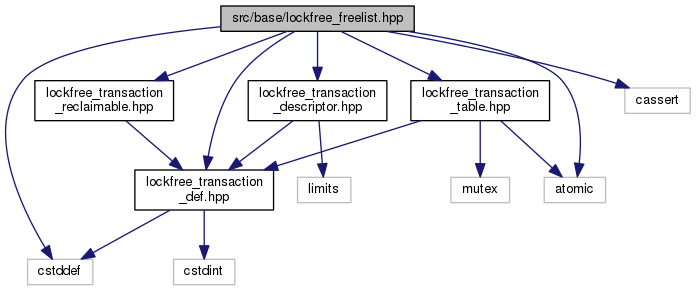 src/base/lockfree_freelist.hpp
lockfree_transaction
_reclaimable.hpp
lockfree_transaction
_descriptor.hpp
lockfree_transaction
_table.hpp
cassert
lockfree_transaction
_def.hpp
limits
mutex
atomic
cstddef
cstdint